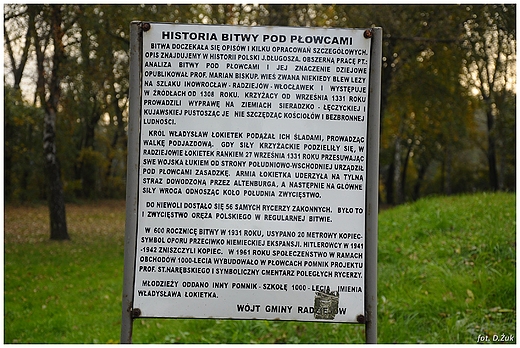 HISTORIA BITWY POD PŁOWCAMI
BITWA DOCZEKAŁA SIĘ OPISÓW I KILKU OPRACOWAŃ SZCZEGÓŁOWYCH.
OPIS ZNAJDUJEMY W HISTORII POLSKI J.DŁUGOSZA. OBSZERNĄ PRACĘ PT.:
ANALIZA BITWY POD PŁOWCAMI I JEJ ZNACZENIE DZIEJOWE
OPUBLIKOWAŁ PROF. MARIAN BISKUP. WIEŚ ZWANA NIEKIEDY BLEW LEŻY
NA SZLAKU INOWROCŁAW - RADZIEJÓW -WŁOCŁAWEK I WYSTĘPUJE
W ŹRÓDŁACH OD 1308 ROKU. KRZYŻACY OD WRZEŚNIA 1331 ROKU
PROWADZILI WYPRAWĘ NA ZIEMIACH SIERADZKO - ŁĘCZYCKIEJ I
KUJAWSKIEJ PUSTOSZĄC JE NIE SZCZĘDZĄC KOŚCIOŁÓW I BEZBRONNEJ
LUDNOŚCI.
KRÓL WŁADYSŁAW ŁOKIETEK PODĄŻAŁ ICH ŚLADAMI, PROWADZĄC
WALKĘ PODJAZDOWĄ. GDY SIŁY KRZYŻACKIE PODZIELIŁY SIĘ, W
RADZIEJOWIE ŁOKIETEK RANKIEM 27 WRZEŚNIA 1331 ROKU PRZESUWAJĄC
SWE WOJSKA ŁUKIEM OD STRONY POŁUDNIOWO-WSCHODNIEJ URZĄDZIŁ
POD PŁOWCAMI ZASADZKĘ. ARMIA ŁOKIETKA UDERZYŁA NA TYLNĄ
STRAŻ DOWODZONĄ PRZEZ ALTENBURGA, A NASTĘPNIE NA GŁÓWNE
SIŁY WROGA ODNOSZĄC KOŁO POŁUDNIA ZWYCIĘSTWO.
DO NIEWOLI DOSTAŁO SIĘ 56 SAMYCH RYCERZY ZAKONNYCH. BYŁO TO
I ZWYCIĘSTWO ORĘŻA POLSKIEGO W REGULARNEJ BITWIE.
W 600 ROCZNICĘ BITWY W 1931 ROKU, USYPANO 20 METROWY KOPIEC-
SYMBOL OPORU PRZECIWKO NIEMIECKIEJ EKSPANSJI. HITLEROWCY W 1941
-1942 ZNISZCZYLI KOPIEC. W 1961 ROKU SPOŁECZEŃSTWO W RAMACH
OBCHODÓW 1000-LECIA WYBUDOWAŁO W PŁOWCACH POMNIK PROJEKTU
PROF. ST.NARĘBSKIEGO I SYMBOLICZNY CMENTARZ POLEGŁYCH RYCERZY.
MŁODZIEŻY ODDANO INNY POMNIK - SZKOŁĘ 1000 - LECIA IMIENIA
WŁADYSŁAWA ŁOKIETKA.
WÓJT GMINY
fot. D.Żuk